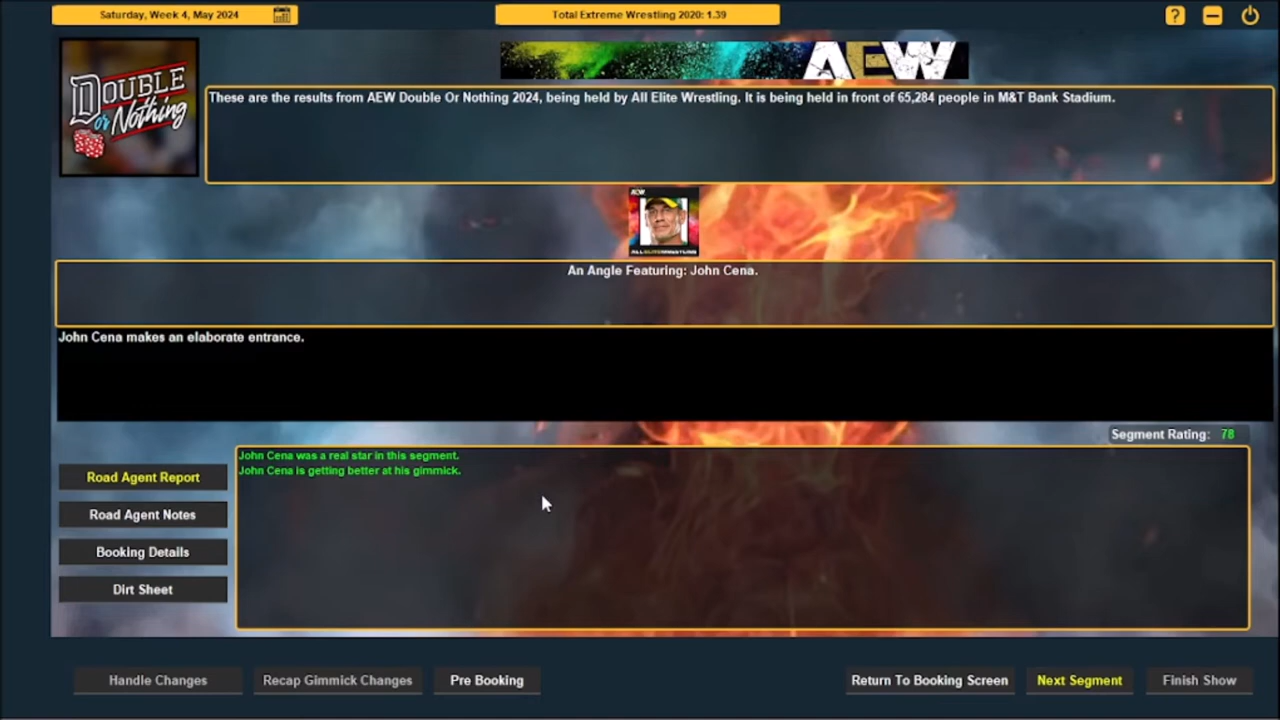 Saturday, Week 4, May 2024
Total Extreme Wrestling 2020: 1.39
?
DOUBLE
or Nothing
AEW
These are the results from AEW Double Or Nothing 2024, being held by All Elite Wrestling. It is being held in front of 65,284 people in M&T Bank Stadium.
AEW
ALL ELITE WRESTLING
An Angle Featuring: John Cena.
John Cena makes an elaborate entrance.
Segment Rating: 78
John Cena was a real star in this segment.
John Cena is getting better at his gimmick.
Road Agent Report
Road Agent Notes
Booking Details
Dirt Sheet
Handle Changes
Recap Gimmick Changes
Pre Booking
Return To Booking Screen
Next Segment
Finish Show